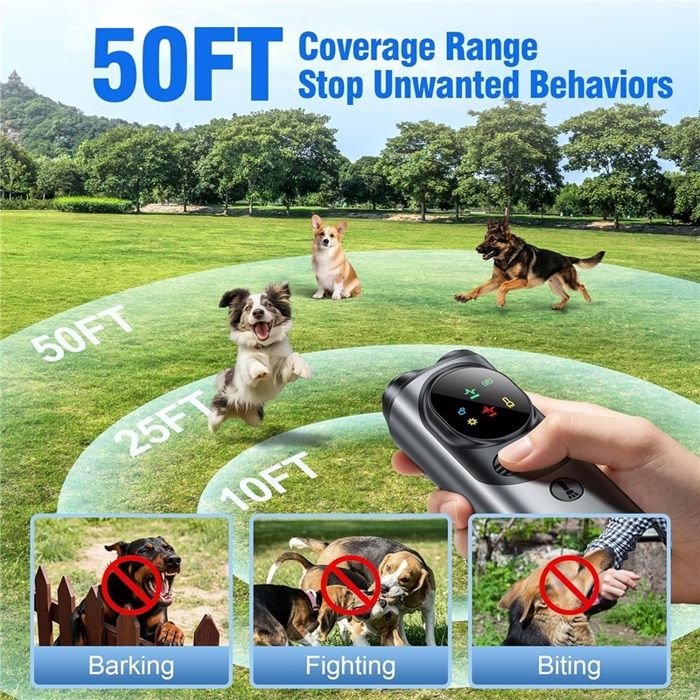 50FT
Coverage Range
Stop Unwanted Behaviors
50FT
25FT
10FT
Barking
Fighting
Biting